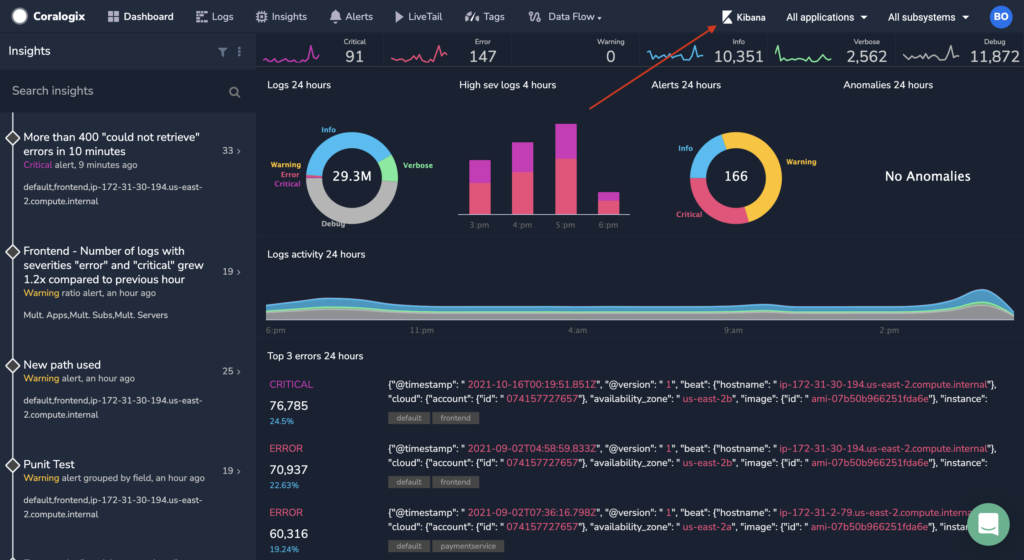 Coralogix Dashboard Logs Insights Alerts LiveTail Tags Data Flow Kibana All applications All subsystems BO
Insights
Search insights
More than 400 "could not retrieve"
errors in 10 minutes
Critical alert, 9 minutes ago
33
default,frontend,ip-172-31-30-194.us-east-
2.compute.internal
Frontend - Number of logs with
severities "error" and "critical" grew
1.2x compared to previous hour
Warning ratio alert, an hour ago
19
Mult. Apps,Mult. Subs,Mult. Servers
New path used
Warning alert, an hour ago
25
default,frontend,ip-172-31-30-194.us-east-
2.compute.internal
Punit Test
Warning alert grouped by field, an hour ago
19
default,frontend,ip-172-31-30-194.us-east-
2.compute.internal
Critical
91
Error
147
Warning
0
Info
10,351
Verbose
2,562
Debug
11,872
Logs 24 hours
Info
Warning
Error
Critical
Verbose
Debug
29.3M
High sev logs 4 hours
3:pm 4:pm 5:pm 6:pm
Alerts 24 hours
Info
Warning
Critical
166
Anomalies 24 hours
No Anomalies
Logs activity 24 hours
6:pm 11:pm 4:am 9:am 2:pm
Top 3 errors 24 hours
CRITICAL
76,785
24.5%
{"@timestamp": " 2021-10-16T00:19:51.851Z", "@version": " 1", "beat": {"hostname": " ip-172-31-30-194.us-east-2.compute.internal"},
"cloud": {"account": {"id": " 074157727657"}, "availability_zone": " us-east-2b", "image": {"id": " ami-07b50b966251fda6e"}, "instance":
default frontend
ERROR
70,937
22.63%
{"@timestamp": " 2021-09-02T04:58:59.833Z", "@version": " 1", "beat": {"hostname": " ip-172-31-30-194.us-east-2.compute.internal"},
"cloud": {"account": {"id": " 074157727657"}, "availability_zone": " us-east-2b", "image": {"id": " ami-07b50b966251fda6e"}, "instance":
default frontend
ERROR
60,316
19.24%
{"@timestamp": " 2021-09-02T07:36:16.798Z", "@version": " 1", "beat": {"hostname": " ip-172-31-2-79.us-east-2.compute.internal"},
"cloud": {"account": {"id": " 074157727657"}, "availability_zone": " us-east-2a", "image": {"id": " ami-07b50b966251fda6e"},
default paymentservice